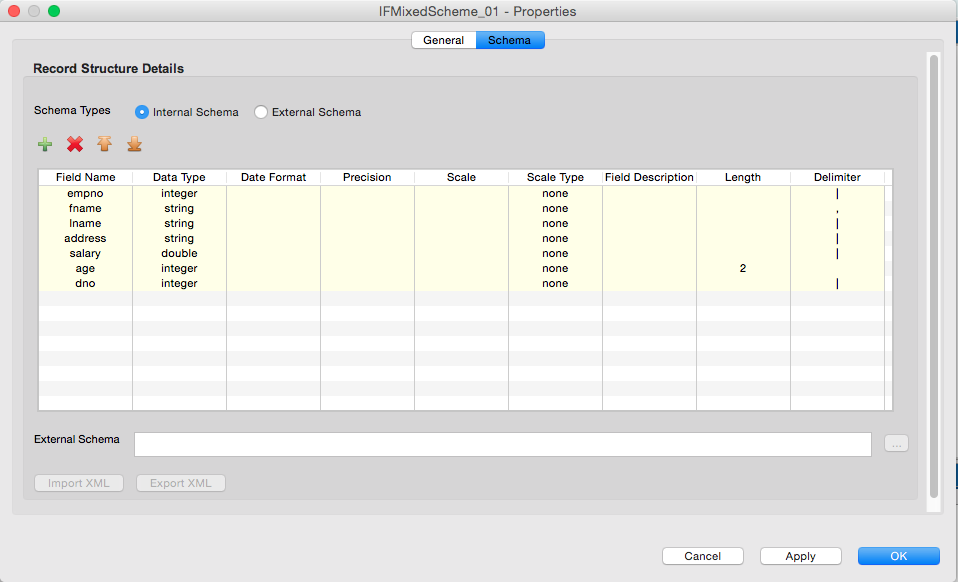 IFMixedScheme_01 - Properties
General Schema
Record Structure Details
Schema Types Internal Schema External Schema
Field Name Data Type Date Format Precision Scale Scale Type Field Description Length Delimiter
empno integer none |
fname string none ,
lname string none |
address string none |
salary double none |
age integer none 2
dno integer none |
External Schema ...
Import XML Export XML
Cancel Apply OK